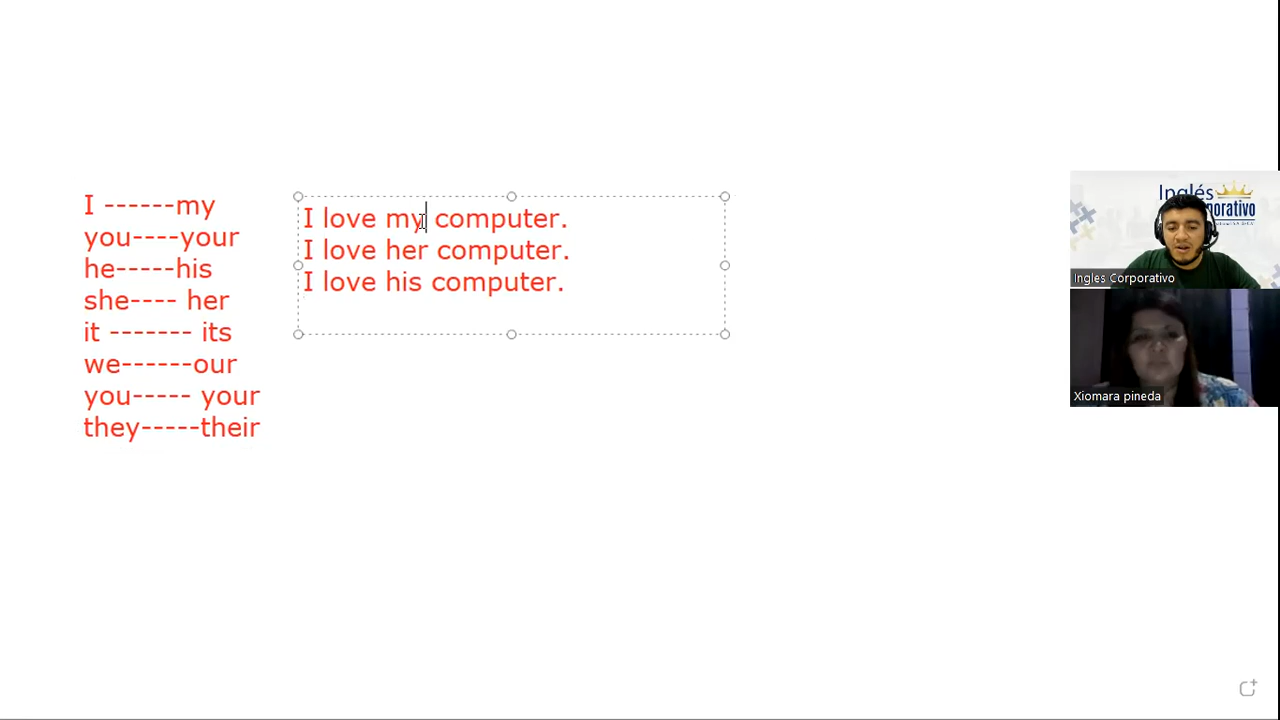 I ------my
you----your
he-----his
she---- her
it ------- its
we------our
you----- your
they-----their
I love my computer.
I love her computer.
I love his computer.
Inglés
orporativo
Ingles Corporativo
Xiomara pineda